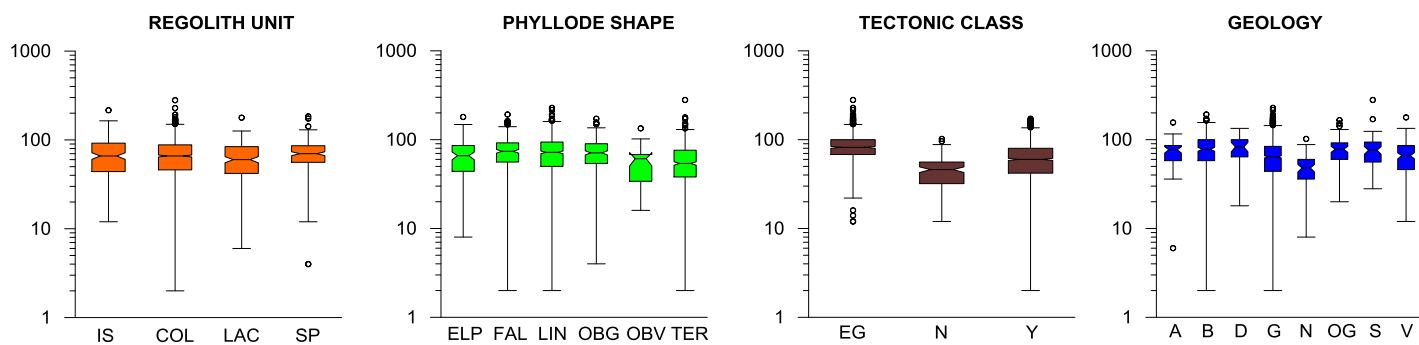 REGOLITH UNIT
1000
100
10
1
IS COL LAC SP
PHYLLODE SHAPE
1000
100
10
1
ELP FAL LIN OBG OBV TER
TECTONIC CLASS
1000
100
10
1
EG N Y
GEOLOGY
1000
100
10
1
A B D G N OG S V